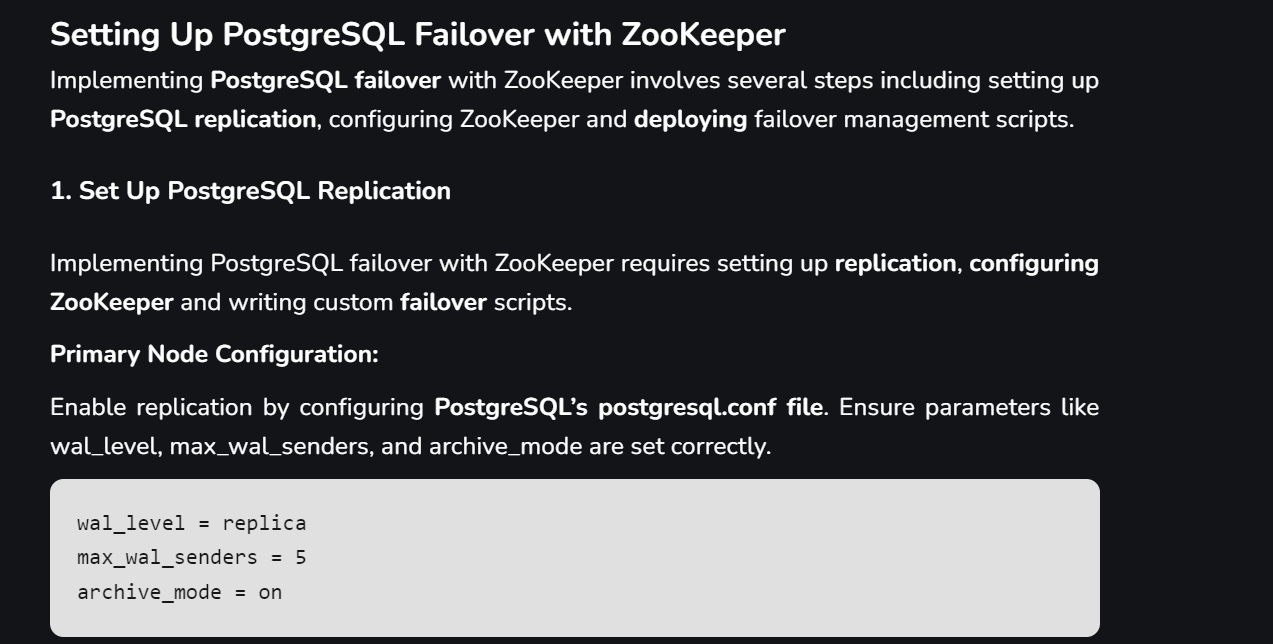 Setting Up PostgreSQL Failover with ZooKeeper
Implementing PostgreSQL failover with ZooKeeper involves several steps including setting up
PostgreSQL replication, configuring ZooKeeper and deploying failover management scripts.
1. Set Up PostgreSQL Replication
Implementing PostgreSQL failover with ZooKeeper requires setting up replication, configuring
ZooKeeper and writing custom failover scripts.
Primary Node Configuration:
Enable replication by configuring PostgreSQL’s postgresql.conf file. Ensure parameters like
wal_level, max_wal_senders, and archive_mode are set correctly.
wal_level = replica
max_wal_senders = 5
archive_mode = on